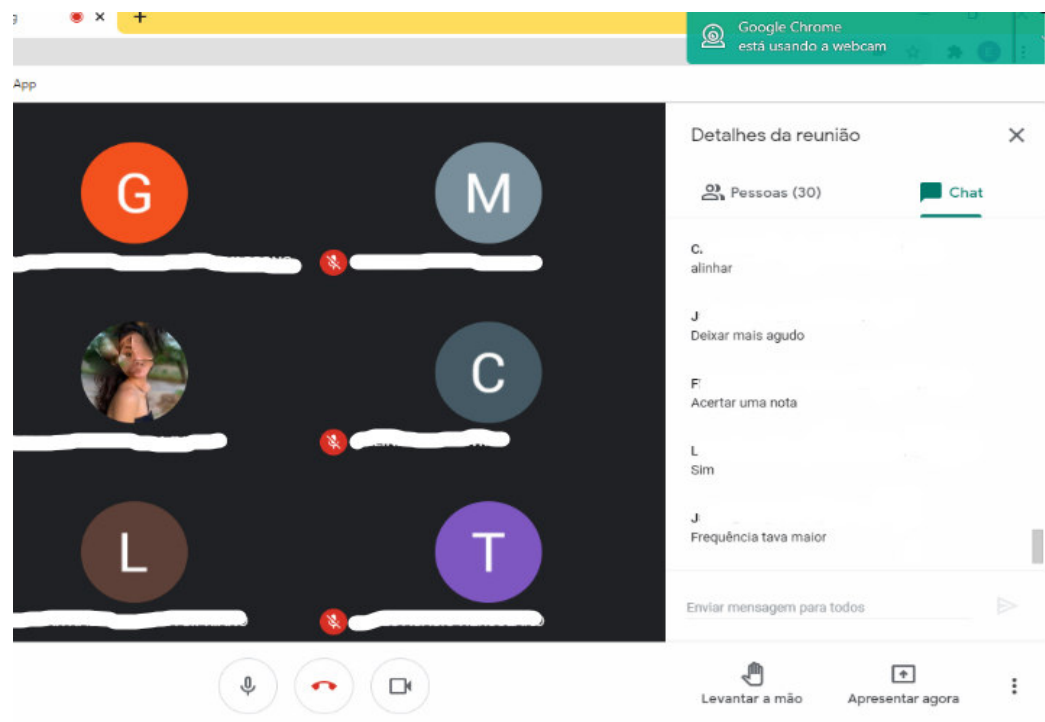 Google Chrome
está usando a webcam
E
App
G
M
C
L
T
Detalhes da reunião
Pessoas (30)
Chat
C.
alinhar
J
Deixar mais agudo
F
Acertar uma nota
L
Sim
J
Frequência tava maior
Enviar mensagem para todos
Levantar a mão
Apresentar agora